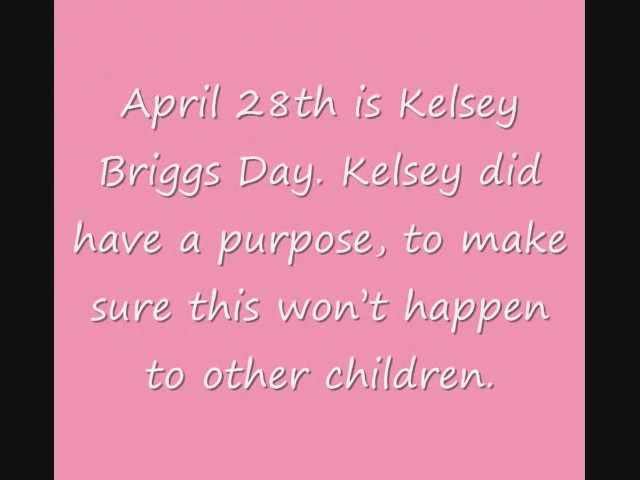 April 28th is Kelsey
Briggs Day. Kelsey did
have a purpose, to make
sure this won't happen
to other children.